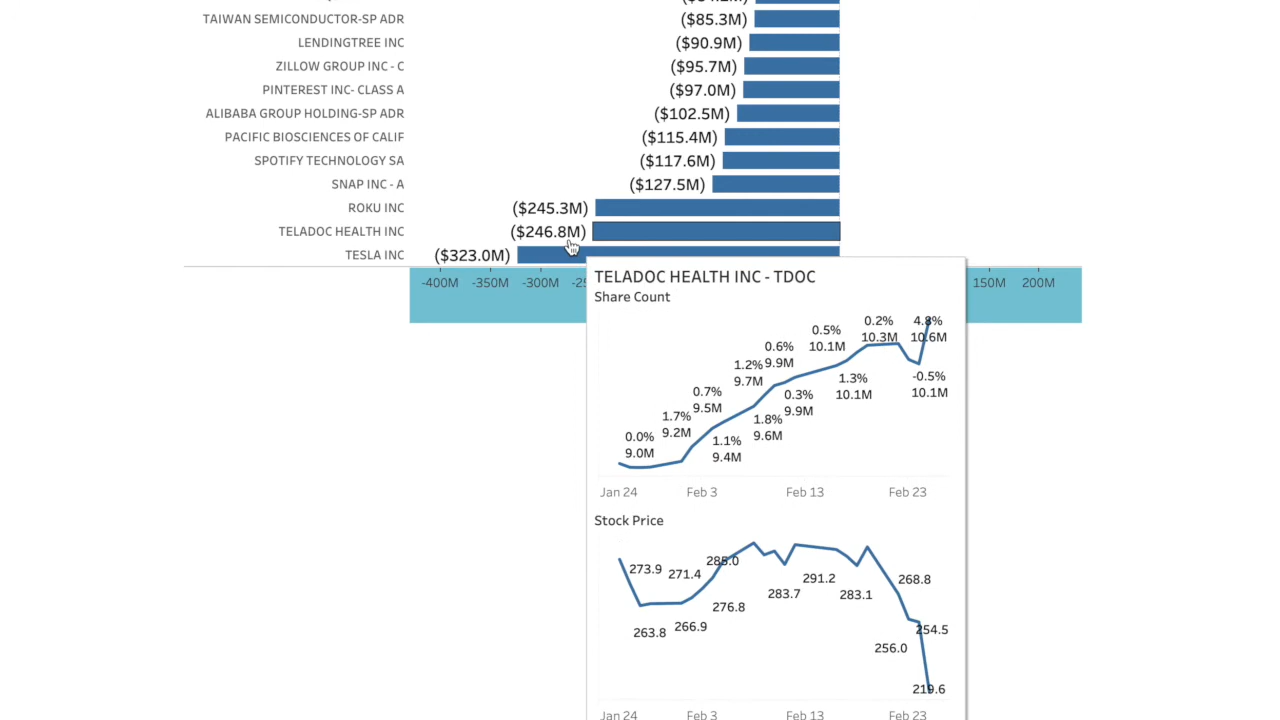 TAIWAN SEMICONDUCTOR-SP ADR ($85.3M)
LENDINGTREE INC ($90.9M)
ZILLOW GROUP INC - C ($95.7M)
PINTEREST INC- CLASS A ($97.0M)
ALIBABA GROUP HOLDING-SP ADR ($102.5M)
PACIFIC BIOSCIENCES OF CALIF ($115.4M)
SPOTIFY TECHNOLOGY SA ($117.6M)
SNAP INC - A ($127.5M)
ROKU INC ($245.3M)
TELADOC HEALTH INC ($246.8M)
TESLA INC ($323.0M)
-400M -350M -300M 150M 200M
TELADOC HEALTH INC - TDOC
Share Count
0.0%
9.0M
1.7%
9.2M
0.7%
9.5M
1.1%
9.4M
1.2%
9.7M
1.8%
9.6M
0.6%
9.9M
0.3%
9.9M
0.5%
10.1M
1.3%
10.1M
0.2%
10.3M
4.8%
10.6M
-0.5%
10.1M
Jan 24 Feb 3 Feb 13 Feb 23
Stock Price
273.9
263.8
271.4
266.9
285.0
276.8
283.7
291.2
283.1
268.8
256.0
254.5
219.6
Jan 24 Feb 3 Feb 13 Feb 23